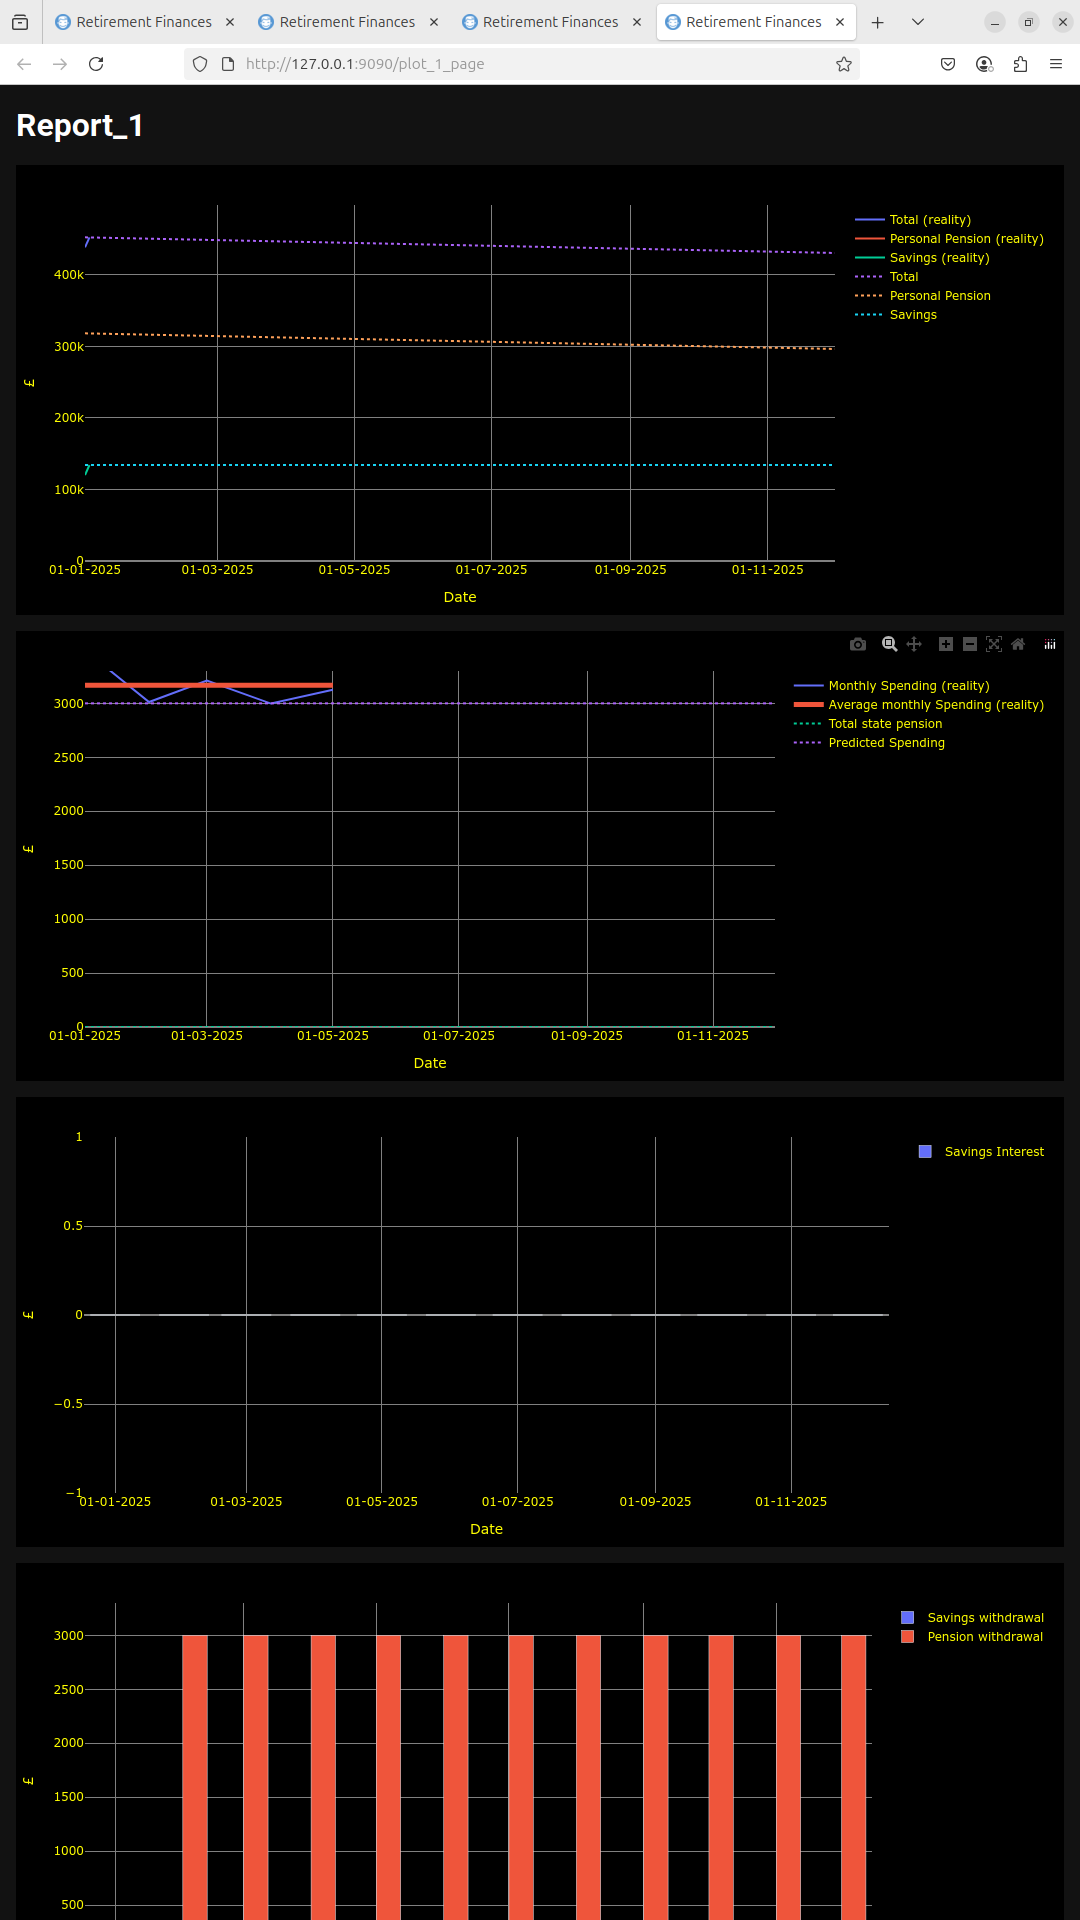 Retirement Finances
Retirement Finances
Retirement Finances
Retirement Finances
http://127.0.0.1:9090/plot_1_page
Report_1
400k
300k
200k
100k
0
£
01-01-2025
01-03-2025
01-05-2025
01-07-2025
01-09-2025
01-11-2025
Date
Total (reality)
Personal Pension (reality)
Savings (reality)
Total
Personal Pension
Savings
3000
2500
2000
1500
1000
500
0
£
01-01-2025
01-03-2025
01-05-2025
01-07-2025
01-09-2025
01-11-2025
Date
Monthly Spending (reality)
Average monthly Spending (reality)
Total state pension
Predicted Spending
1
0.5
0
−0.5
−1
£
01-01-2025
01-03-2025
01-05-2025
01-07-2025
01-09-2025
01-11-2025
Date
Savings Interest
3000
2500
2000
1500
1000
500
£
Savings withdrawal
Pension withdrawal